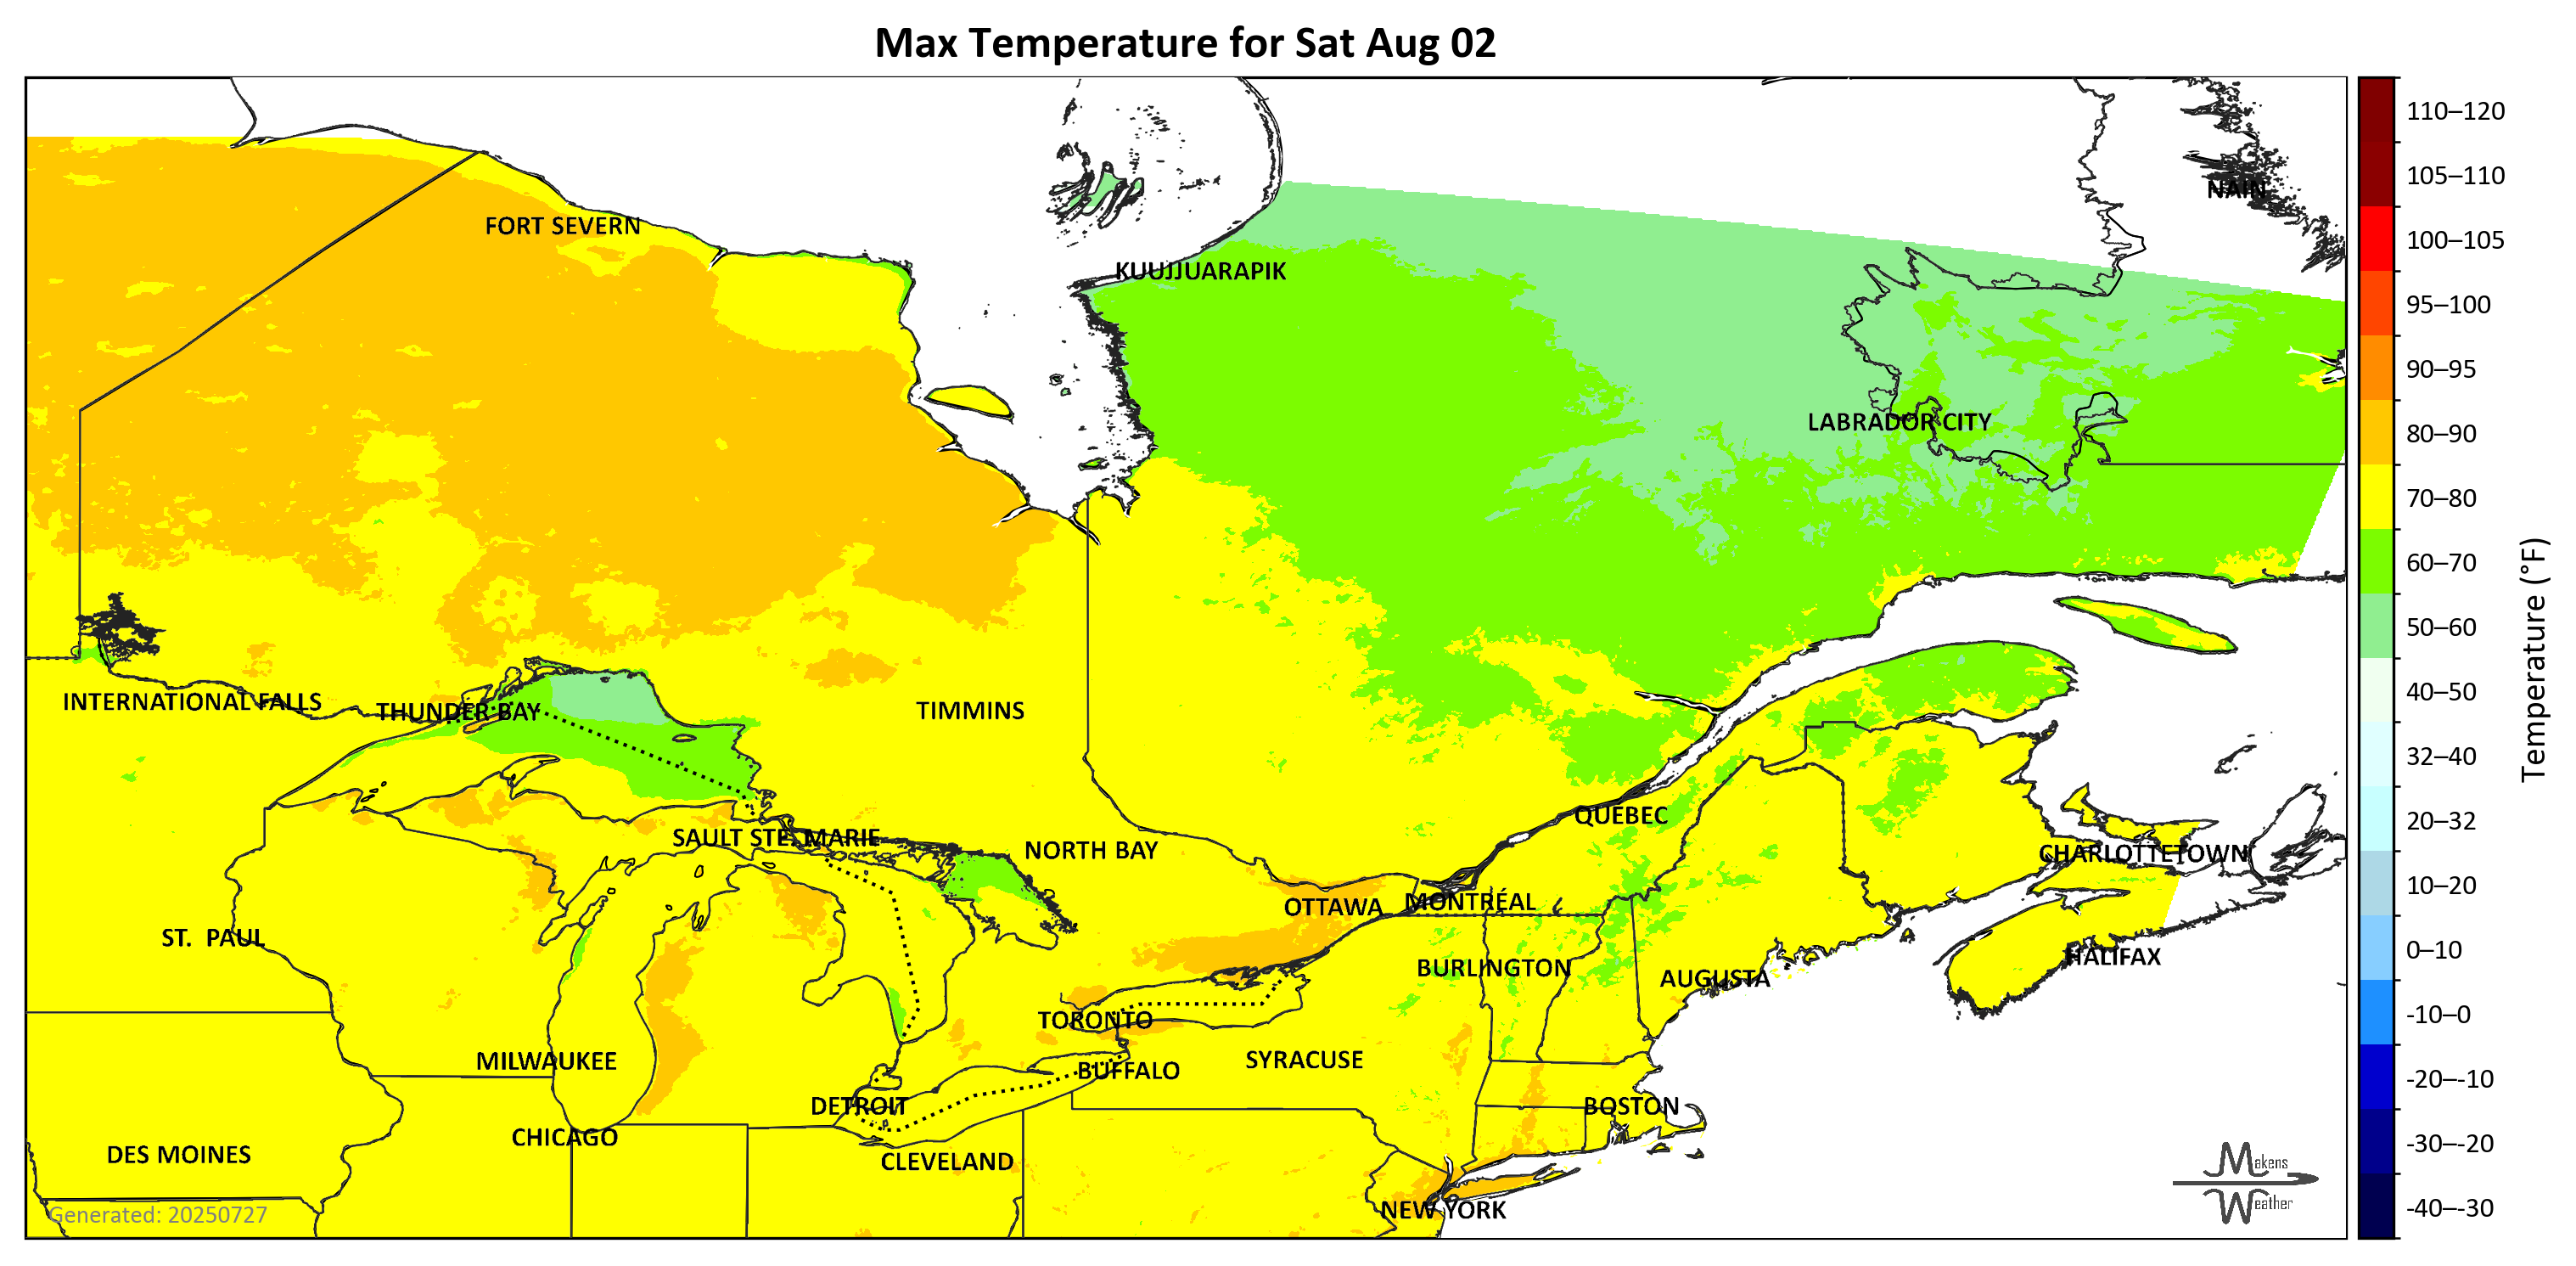 Max Temperature for Sat Aug 02
NAIN
FORT SEVERN
KUUJJUARAPIK
LABRADOR CITY
INTERNATIONAL FALLS
THUNDER BAY
TIMMINS
QUEBEC
SAULT STE. MARIE
NORTH BAY
CHARLOTTETOWN
OTTAWA
MONTRÉAL
ST.  PAUL
HALIFAX
BURLINGTON
AUGUSTA
TORONTO
MILWAUKEE
BUFFALO
SYRACUSE
DETROIT
BOSTON
CHICAGO
DES MOINES
CLEVELAND
NEW YORK
Generated: 20250727
Makens
Weather
110–120
105–110
100–105
95–100
90–95
80–90
70–80
60–70
50–60
40–50
32–40
20–32
10–20
0–10
-10–0
-20–-10
-30–-20
-40–-30
Temperature (°F)